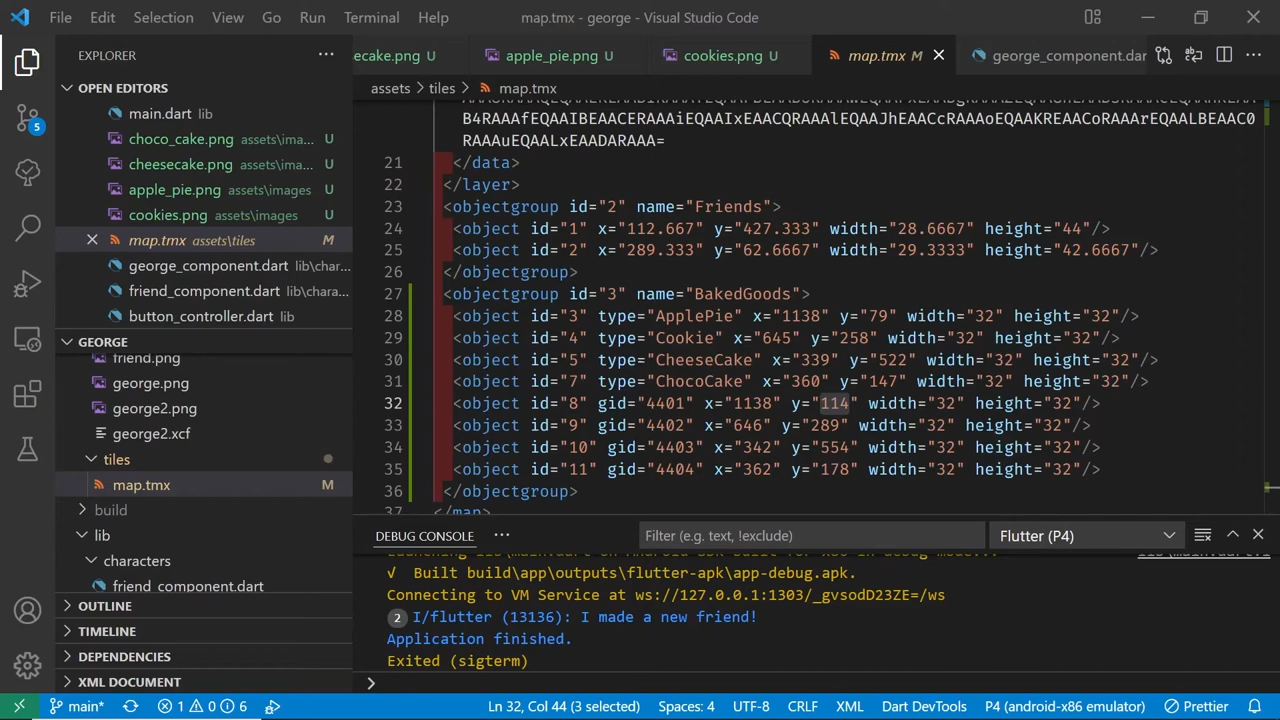 File Edit Selection View Go Run Terminal Help
map.tmx - george - Visual Studio Code
EXPLORER
OPEN EDITORS
main.dart lib
choco_cake.png assets\ima... U
cheesecake.png assets\im... U
apple_pie.png assets\images U
cookies.png assets\images U
map.tmx assets\tiles M
george_component.dart lib\char...
friend_component.dart lib\chara...
button_controller.dart lib
GEORGE
friend.png
george.png
george2.png
george2.xcf
tiles
map.tmx M
build
lib
characters
friend_component.dart
OUTLINE
TIMELINE
DEPENDENCIES
XML DOCUMENT
5
ecake.png U apple_pie.png U cookies.png U map.tmx M george_component.dart
assets > tiles > map.tmx
RAAAuEQAALxEAADARAAA=
21 </data>
22 </layer>
23 <objectgroup id="2" name="Friends">
24 <object id="1" x="112.667" y="427.333" width="28.6667" height="44"/>
25 <object id="2" x="289.333" y="62.6667" width="29.3333" height="42.6667"/>
26 </objectgroup>
27 <objectgroup id="3" name="BakedGoods">
28 <object id="3" type="ApplePie" x="1138" y="79" width="32" height="32"/>
29 <object id="4" type="Cookie" x="645" y="258" width="32" height="32"/>
30 <object id="5" type="CheeseCake" x="339" y="522" width="32" height="32"/>
31 <object id="7" type="ChocoCake" x="360" y="147" width="32" height="32"/>
32 <object id="8" gid="4401" x="1138" y="114" width="32" height="32"/>
33 <object id="9" gid="4402" x="646" y="289" width="32" height="32"/>
34 <object id="10" gid="4403" x="342" y="554" width="32" height="32"/>
35 <object id="11" gid="4404" x="362" y="178" width="32" height="32"/>
36 </objectgroup>
37 </map>
DEBUG CONSOLE
Filter (e.g. text, !exclude)
Flutter (P4)
√ Built build\app\outputs\flutter-apk\app-debug.apk.
Connecting to VM Service at ws://127.0.0.1:1303/_gvsodD23ZE=/ws
2 I/flutter (13136): I made a new friend!
Application finished.
Exited (sigterm)
main* 1 0 6 Ln 32, Col 44 (3 selected) Spaces: 4 UTF-8 CRLF XML Dart DevTools P4 (android-x86 emulator) Prettier